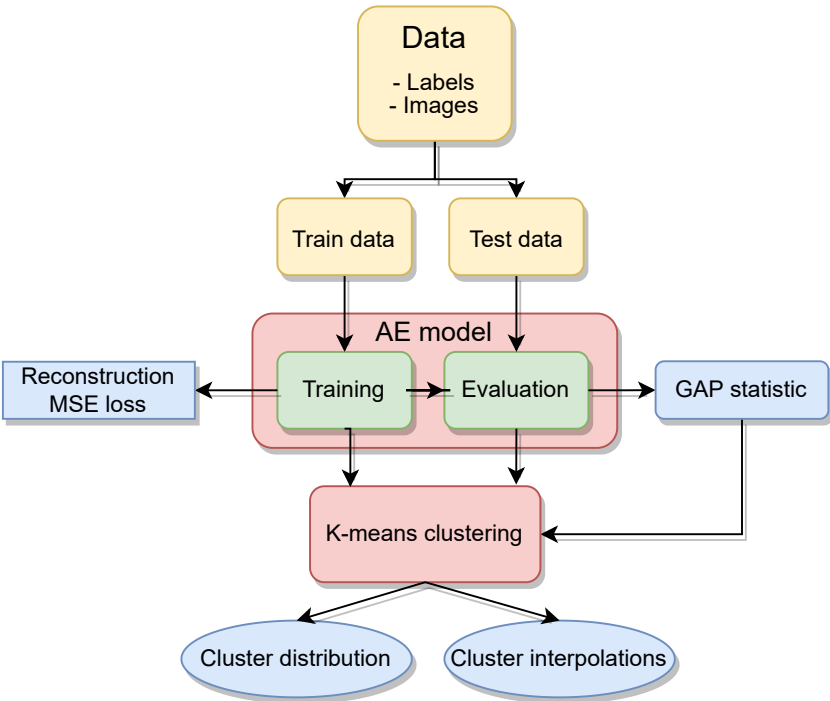 Data
- Labels
- Images
Train data
Test data
AE model
Reconstruction
MSE loss
Training
Evaluation
GAP statistic
K-means clustering
Cluster distribution
Cluster interpolations